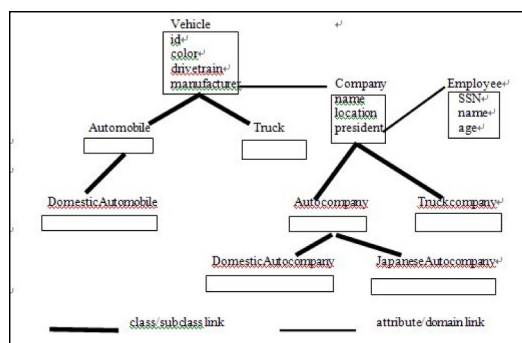 Vehicle
id
color
drivetrain
manufacturer
Company
name
location
president
Employee
SSN
name
age
Automobile
Truck
DomesticAutomobile
Autocompany
Truckcompany
DomesticAutocompany
JapaneseAutocompany
class/subclass link
attribute/domain link